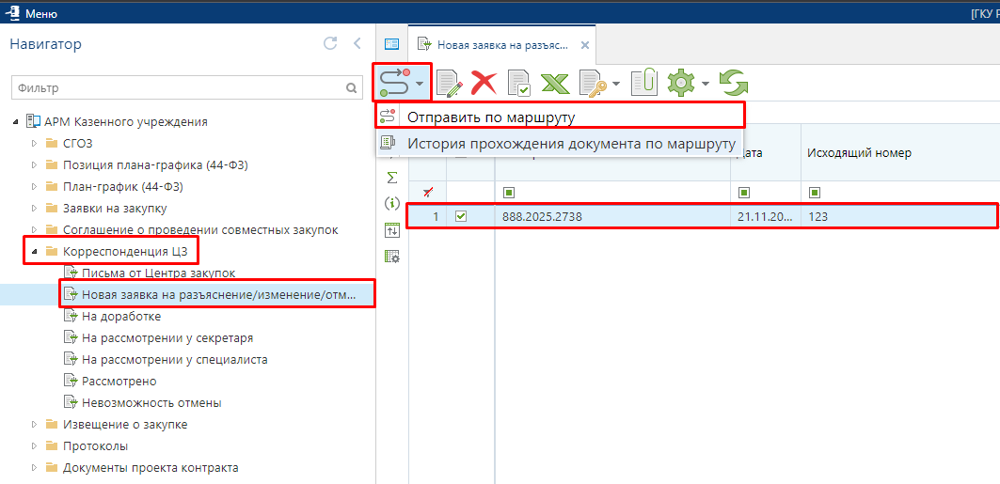 Меню
[ГКУ
Навигатор
Новая заявка на разъяс...
Фильтр
АРМ Казенного учреждения
Отправить по маршруту
СГОЗ
История прохождения документа по маршруту
Дата
Исходящий номер
Позиция плана-графика (44-ФЗ)
План-график (44-ФЗ)
Заявки на закупку
1
888.2025.2738
21.11.20...
123
Соглашение о проведении совместных закупок
Корреспонденция ЦЗ
Письма от Центра закупок
Новая заявка на разъяснение/изменение/отм...
На доработке
На рассмотрении у секретаря
На рассмотрении у специалиста
Рассмотрено
Невозможность отмены
Извещение о закупке
Протоколы
Документы проекта контракта